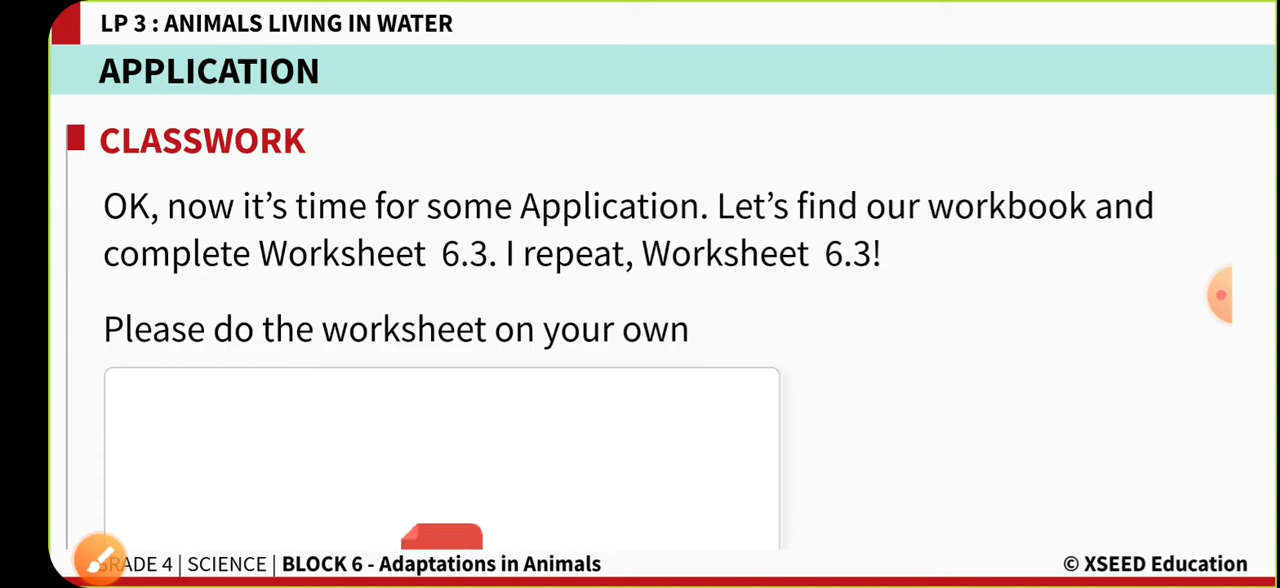 LP 3 : ANIMALS LIVING IN WATER
APPLICATION
CLASSWORK
OK, now it’s time for some Application. Let’s find our workbook and
complete Worksheet 6.3. I repeat, Worksheet 6.3!
Please do the worksheet on your own
GRADE 4 | SCIENCE | BLOCK 6 - Adaptations in Animals
© XSEED Education